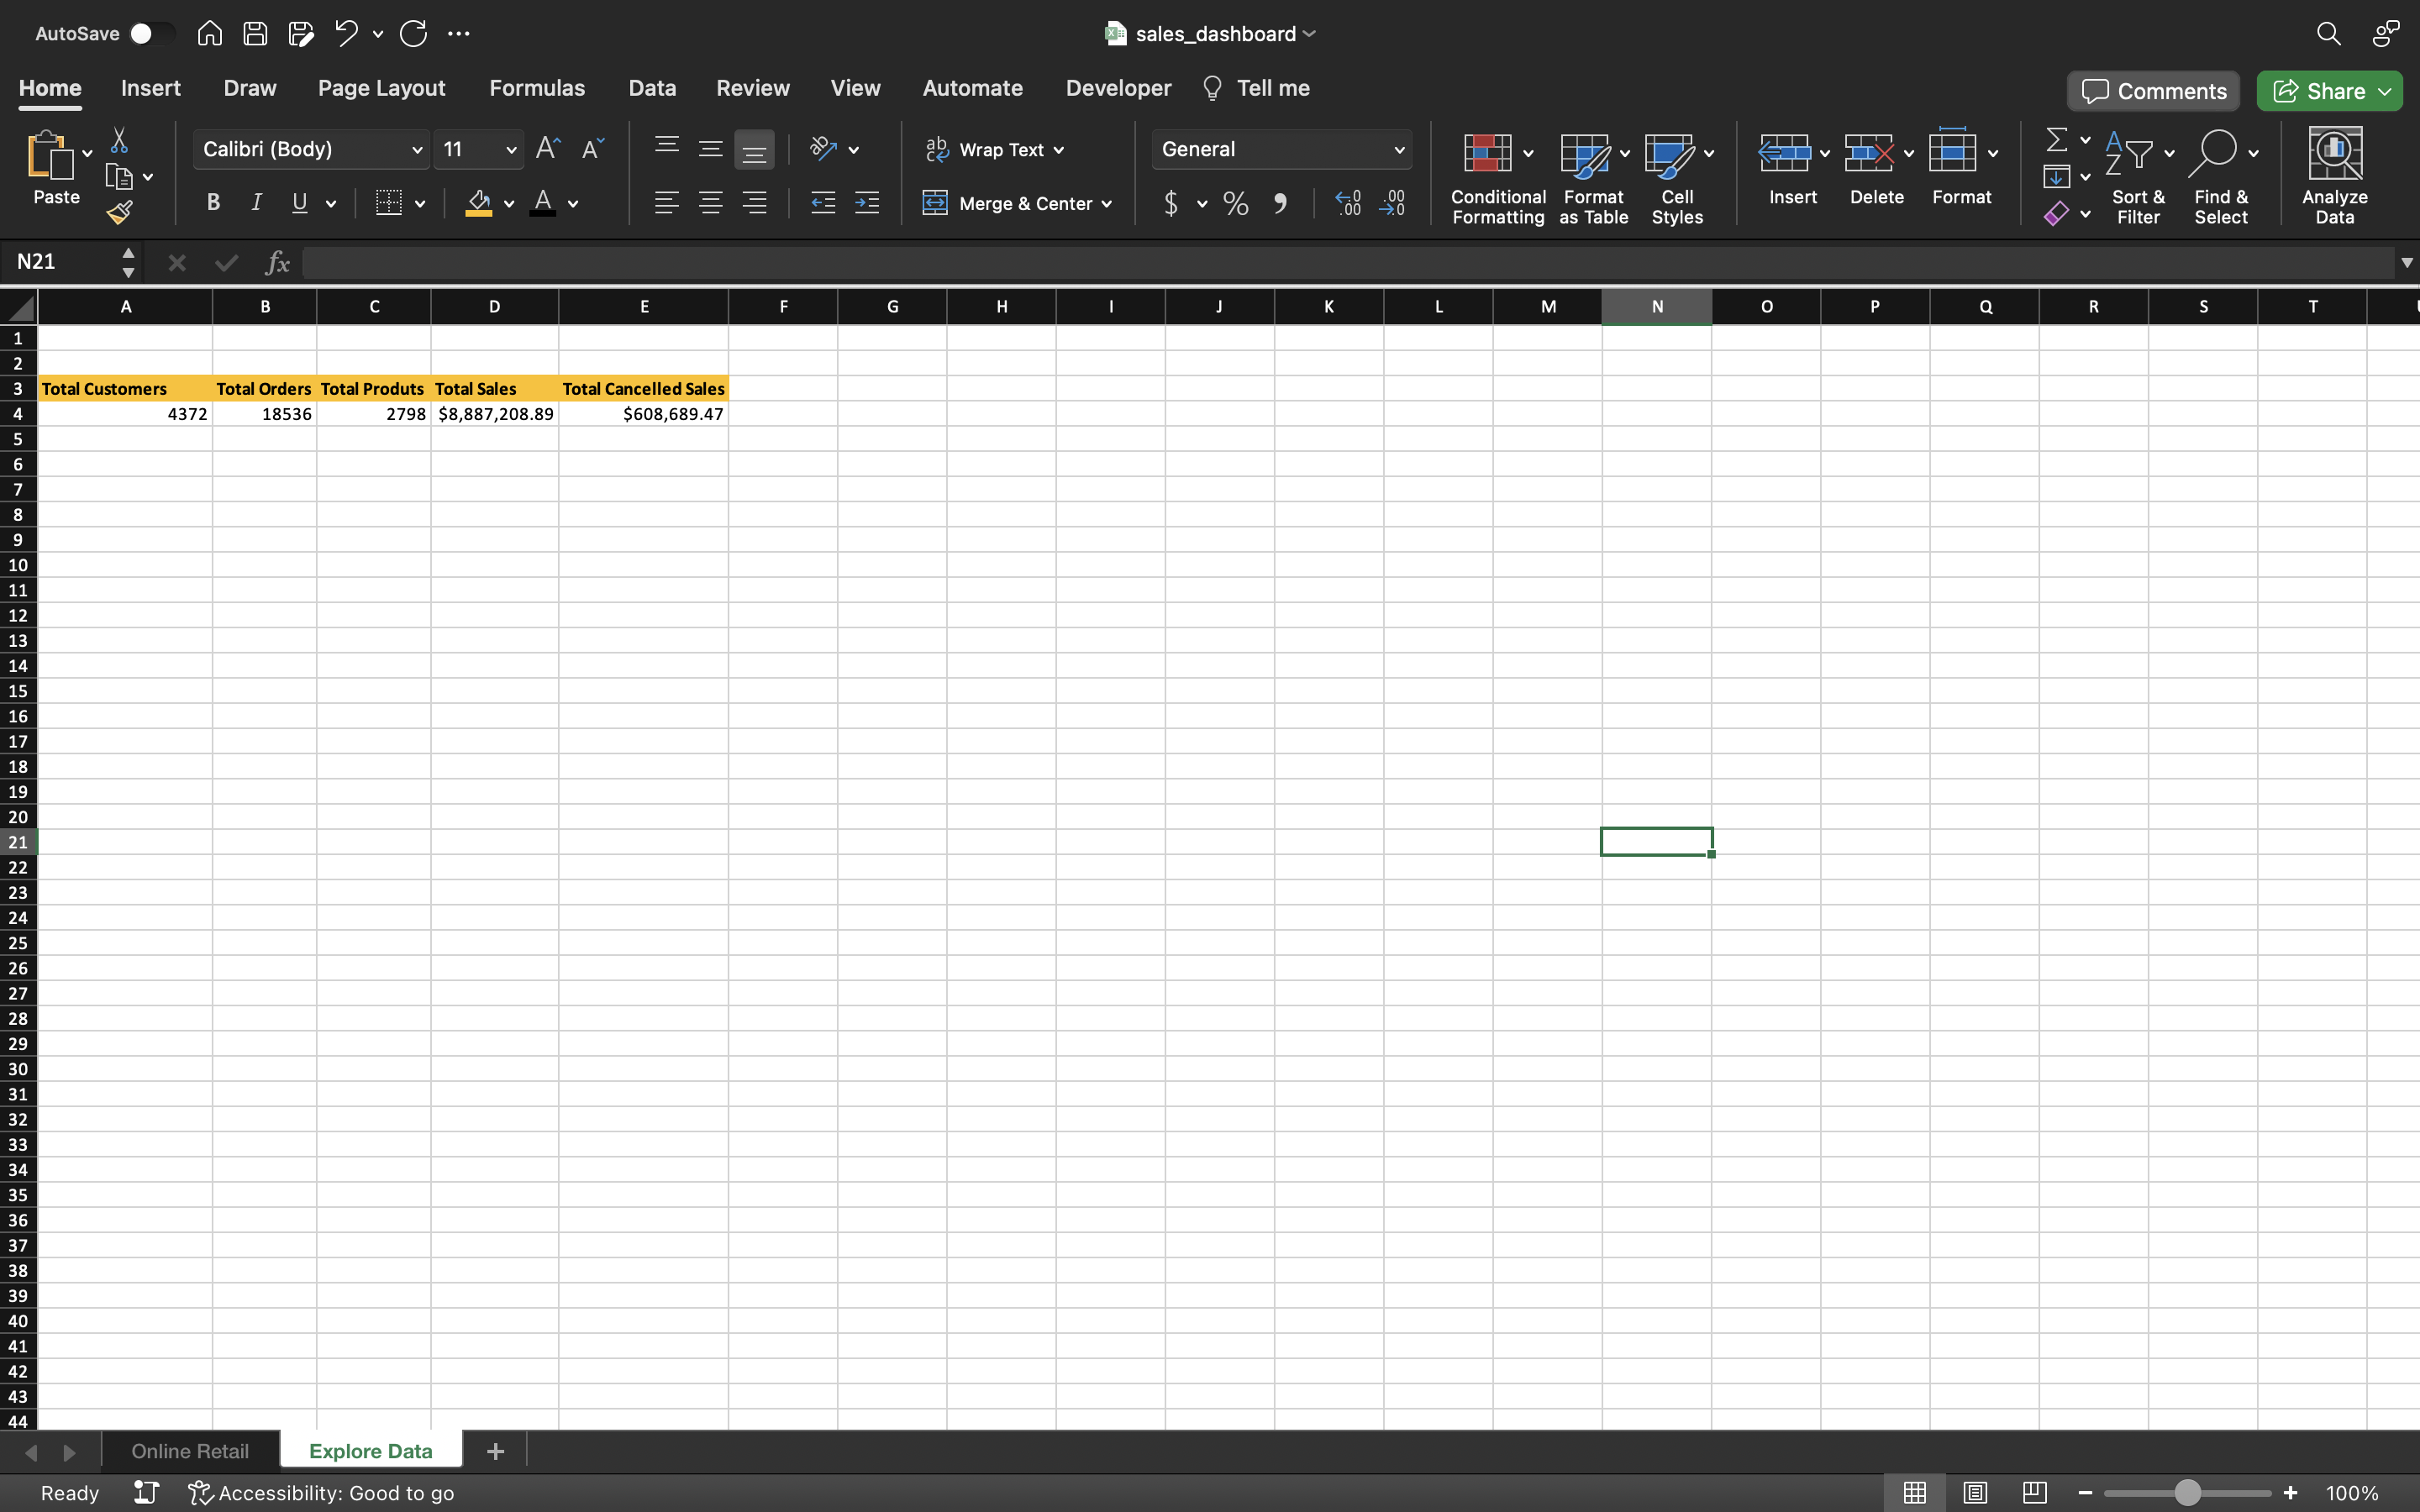 AutoSave
sales_dashboard
Home Insert Draw Page Layout Formulas Data Review View Automate Developer Tell me
Comments Share
Paste
Calibri (Body) 11
B I U A
ab Wrap Text
Merge & Center
General
$ % 9
Conditional Formatting
Format as Table
Cell Styles
Insert Delete Format
Sort & Filter
Find & Select
Analyze Data
N21 fx
A B C D E F G H I J K L M N O P Q R S T
1
2
3 Total Customers Total Orders Total Produts Total Sales Total Cancelled Sales
4 4372 18536 2798 $8,887,208.89 $608,689.47
5
6
7
8
9
10
11
12
13
14
15
16
17
18
19
20
21
22
23
24
25
26
27
28
29
30
31
32
33
34
35
36
37
38
39
40
41
42
43
44
Online Retail Explore Data +
Ready Accessibility: Good to go 100%